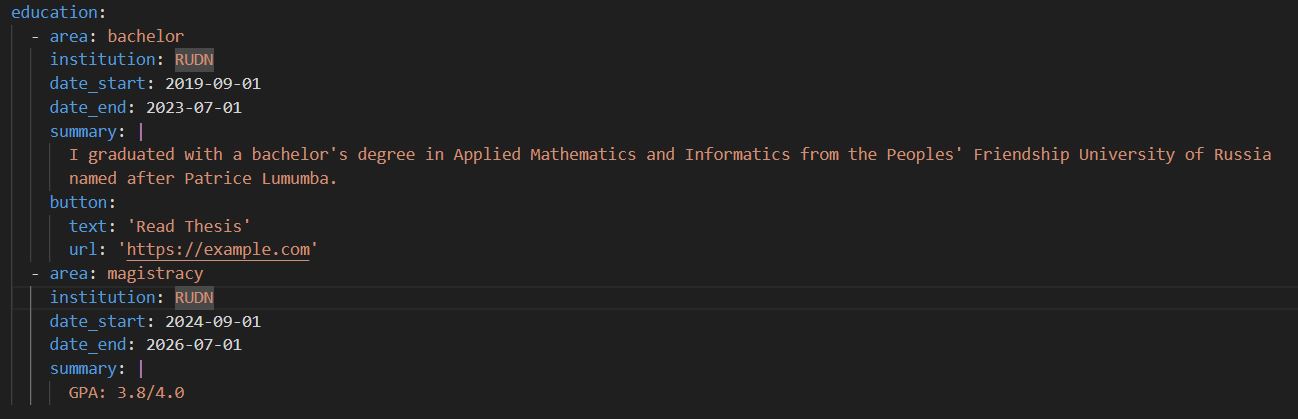 education:
  - area: bachelor
    institution: RUDN
    date_start: 2019-09-01
    date_end: 2023-07-01
    summary: |
      I graduated with a bachelor's degree in Applied Mathematics and Informatics from the Peoples' Friendship University of Russia
      named after Patrice Lumumba.
    button:
      text: 'Read Thesis'
      url: 'https://example.com'
  - area: magistracy
    institution: RUDN
    date_start: 2024-09-01
    date_end: 2026-07-01
    summary: |
      GPA: 3.8/4.0